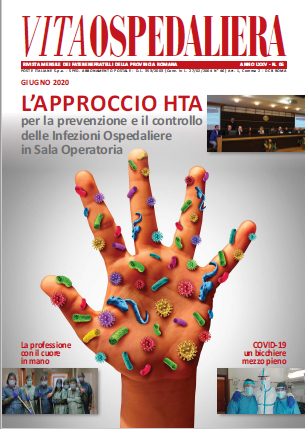 VITAOSPEDALIERA
RIVISTA MENSILE DEI FATEBENEFRATELLI DELLA PROVINCIA ROMANA ANNO LXXV – N. 06
GIUGNO 2020
L'APPROCCIO HTA
per la prevenzione e il controllo
delle Infezioni Ospedaliere
in Sala Operatoria
La professione
con il cuore
in mano
COVID-19
un bicchiere
mezzo pieno